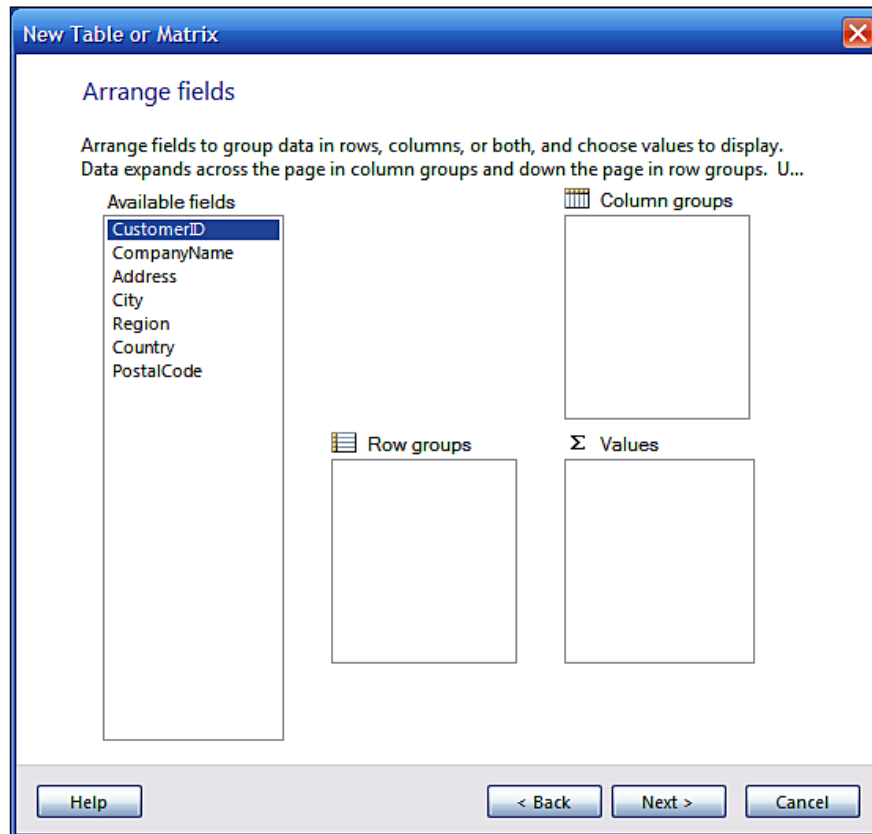 New Table or Matrix
Arrange fields
Arrange fields to group data in rows, columns, or both, and choose values to display.
Data expands across the page in column groups and down the page in row groups. U...
Available fields
Column groups
CustomerID
CompanyName
Address
City
Region
Country
PostalCode
Row groups
Σ Values
Help
< Back
Next >
Cancel